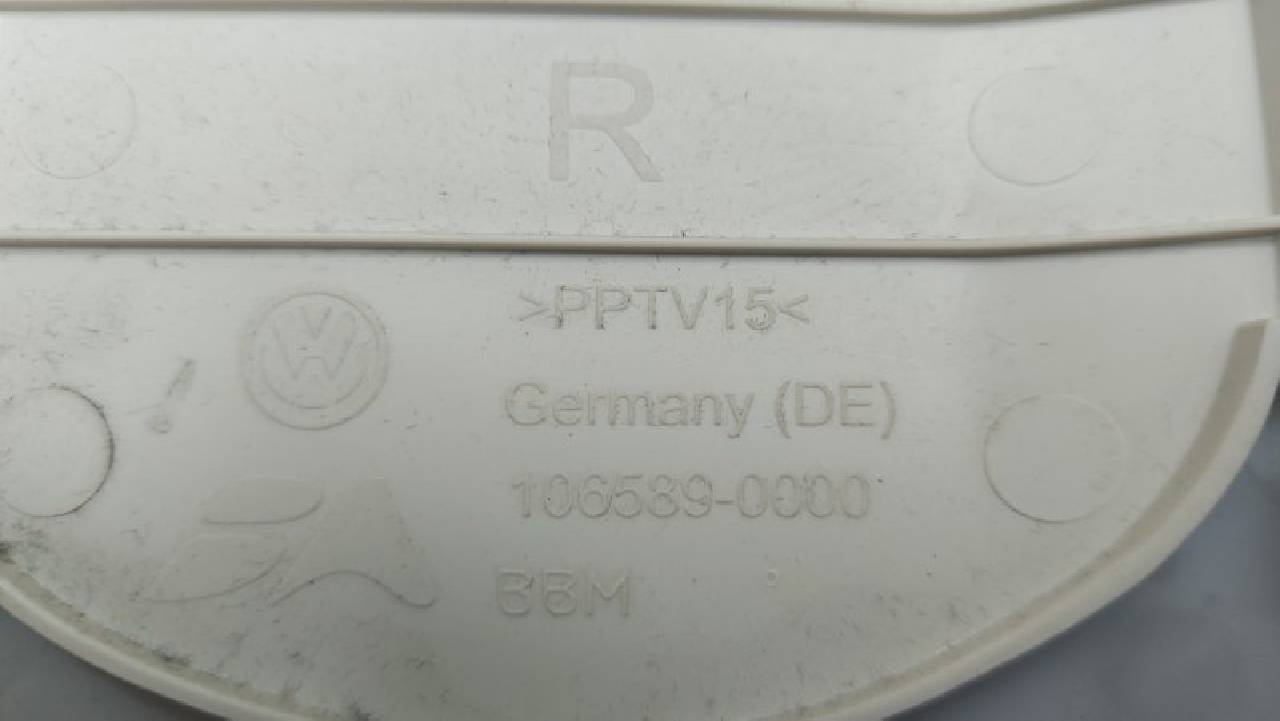 R
>PPTV15<
Germany (DE)
106589-0000
BBM